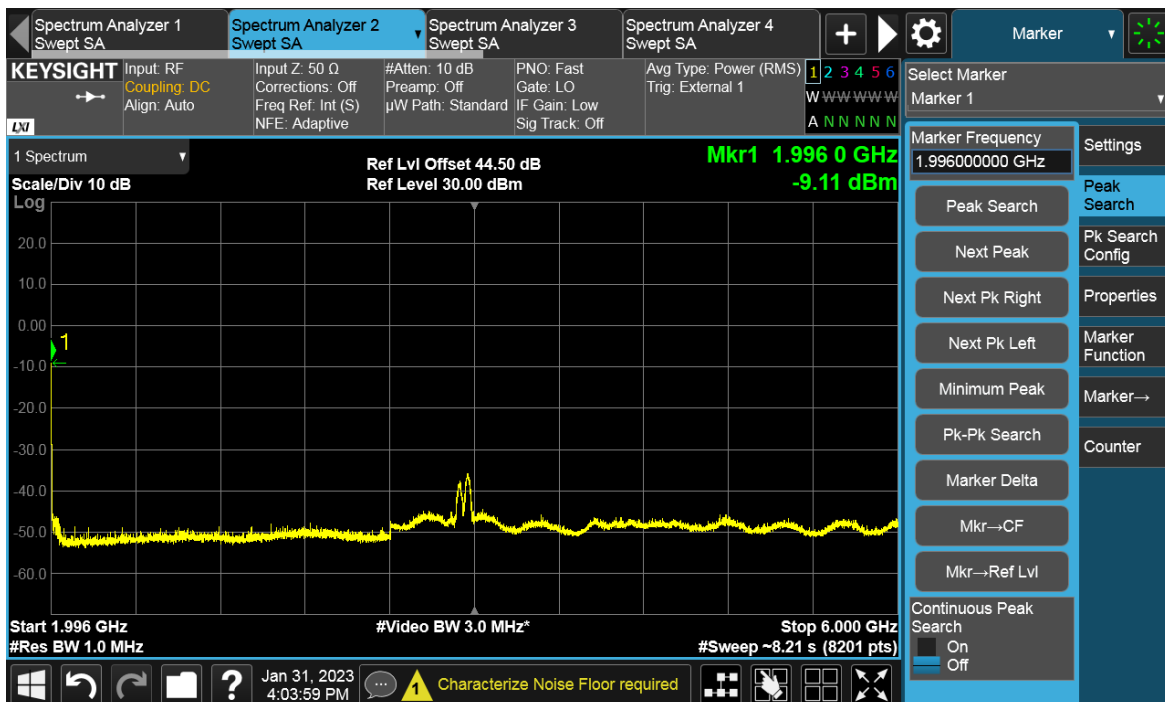 Spectrum Analyzer 1
Swept SA
Spectrum Analyzer 2
Swept SA
Spectrum Analyzer 3
Swept SA
Spectrum Analyzer 4
Swept SA
+
Marker
KEYSIGHT
LXI
Input: RF
Coupling: DC
Align: Auto
Input Z: 50 Ω
Corrections: Off
Freq Ref: Int (S)
NFE: Adaptive
#Atten: 10 dB
Preamp: Off
µW Path: Standard
PNO: Fast
Gate: LO
IF Gain: Low
Sig Track: Off
Avg Type: Power (RMS)
Trig: External 1
1 2 3 4 5 6
W W W W W W
A N N N N N
Select Marker
Marker 1
1 Spectrum
Scale/Div 10 dB
Log
Ref Lvl Offset 44.50 dB
Ref Level 30.00 dBm
Mkr1 1.996 0 GHz
-9.11 dBm
20.0
10.0
0.00
-10.0
-20.0
-30.0
-40.0
-50.0
-60.0
1
Start 1.996 GHz
#Res BW 1.0 MHz
#Video BW 3.0 MHz*
Stop 6.000 GHz
#Sweep ~8.21 s (8201 pts)
Marker Frequency
1.996000000 GHz
Peak Search
Next Peak
Next Pk Right
Next Pk Left
Minimum Peak
Pk-Pk Search
Marker Delta
Mkr→CF
Mkr→Ref Lvl
Continuous Peak
Search
On
Off
Settings
Peak
Search
Pk Search
Config
Properties
Marker
Function
Marker→
Counter
?
Jan 31, 2023
4:03:59 PM
1
Characterize Noise Floor required